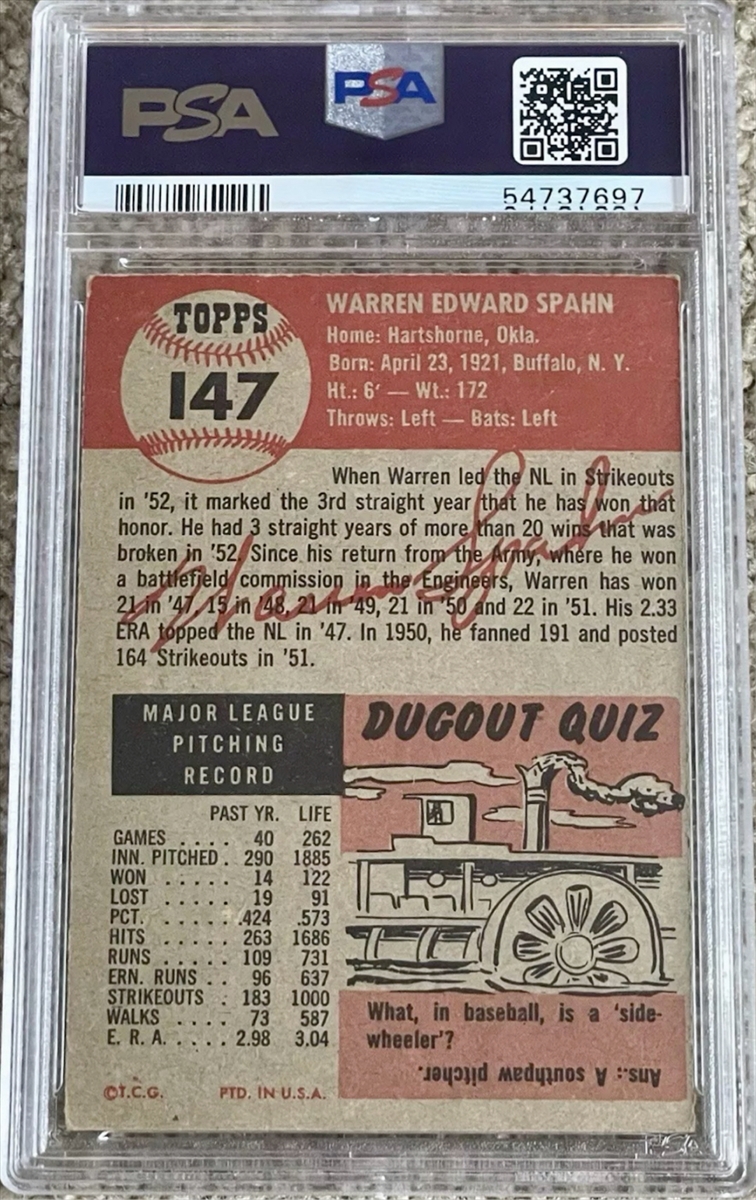 PSA
PSA
54737697
TOPPS
147
WARREN EDWARD SPAHN
Home: Hartshorne, Okla.
Born: April 23, 1921, Buffalo, N. Y.
Ht.: 6' — Wt.: 172
Throws: Left — Bats: Left
When Warren led the NL in Strikeouts
in '52, it marked the 3rd straight year that he has won that
honor. He had 3 straight years of more than 20 wins that was
broken in '52. Since his return from the Army, where he won
a battlefield commission in the Engineers, Warren has won
21 in '47, 15 in '48, 21 in '49, 21 in '50 and 22 in '51. His 2.33
ERA topped the NL in '47. In 1950, he fanned 191 and posted
164 Strikeouts in '51.
Warren Spahn
MAJOR LEAGUE
PITCHING
RECORD
PAST YR. LIFE
GAMES .... 40 262
INN. PITCHED . 290 1885
WON ..... 14 122
LOST ..... 19 91
PCT. ..... .424 .573
HITS ..... 263 1686
RUNS ..... 109 731
ERN. RUNS .. 96 637
STRIKEOUTS . 183 1000
WALKS .... 73 587
E. R. A. .... 2.98 3.04
©T.C.G. PTD. IN U.S.A.
DUGOUT QUIZ
What, in baseball, is a 'side-
wheeler'?
Ans.: A southpaw pitcher.
PSA